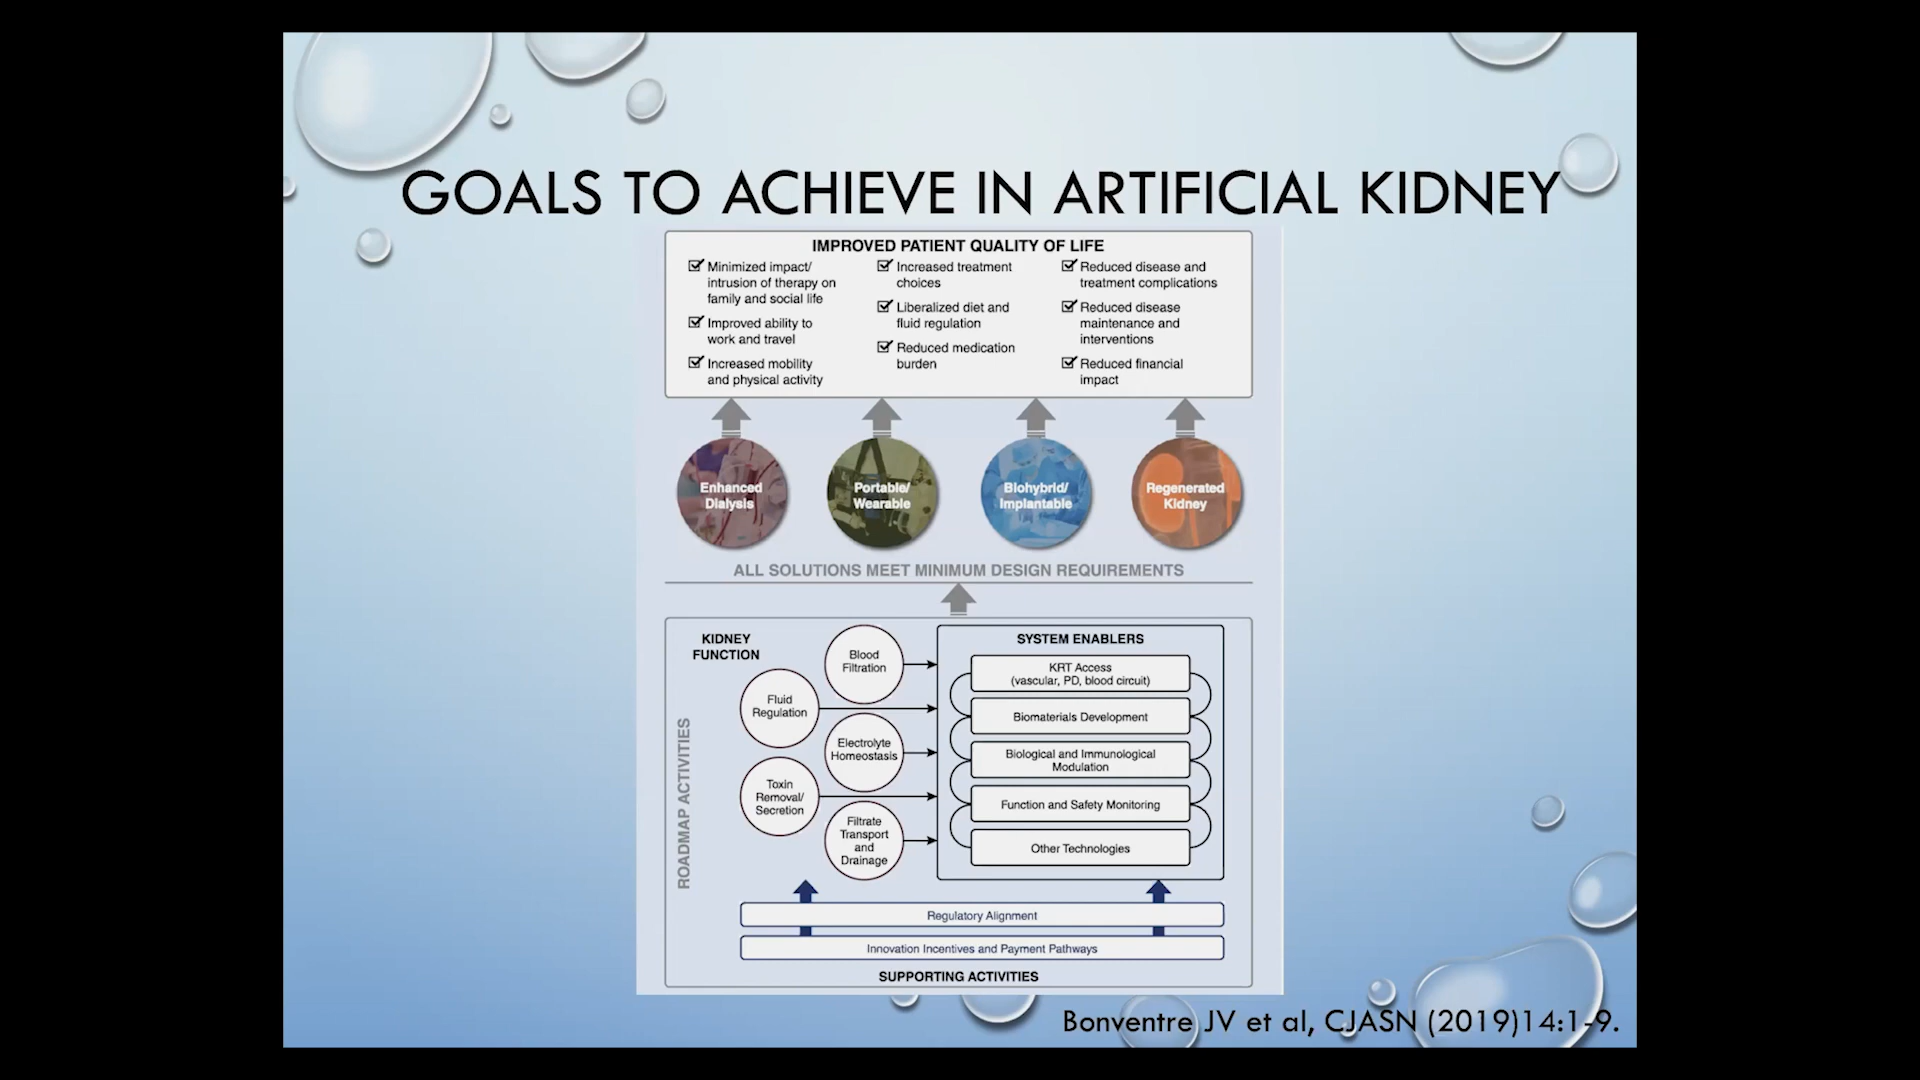 GOALS TO ACHIEVE IN ARTIFICIAL KIDNEY
IMPROVED PATIENT QUALITY OF LIFE
Minimized impact/
intrusion of therapy on
family and social life
Improved ability to
work and travel
Increased mobility
and physical activity
Increased treatment
choices
Liberalized diet and
fluid regulation
Reduced medication
burden
Reduced disease and
treatment complications
Reduced disease
maintenance and
interventions
Reduced financial
impact
Enhanced
Dialysis
Portable/
Wearable
Biohybrid/
Implantable
Regenerated
Kidney
ALL SOLUTIONS MEET MINIMUM DESIGN REQUIREMENTS
ROADMAP ACTIVITIES
KIDNEY
FUNCTION
Blood
Filtration
Fluid
Regulation
Electrolyte
Homeostasis
Toxin
Removal/
Secretion
Filtrate
Transport
and
Drainage
SYSTEM ENABLERS
KRT Access
(vascular, PD, blood circuit)
Biomaterials Development
Biological and Immunological
Modulation
Function and Safety Monitoring
Other Technologies
Regulatory Alignment
Innovation Incentives and Payment Pathways
SUPPORTING ACTIVITIES
Bonventre JV et al, CJASN (2019)14:1-9.